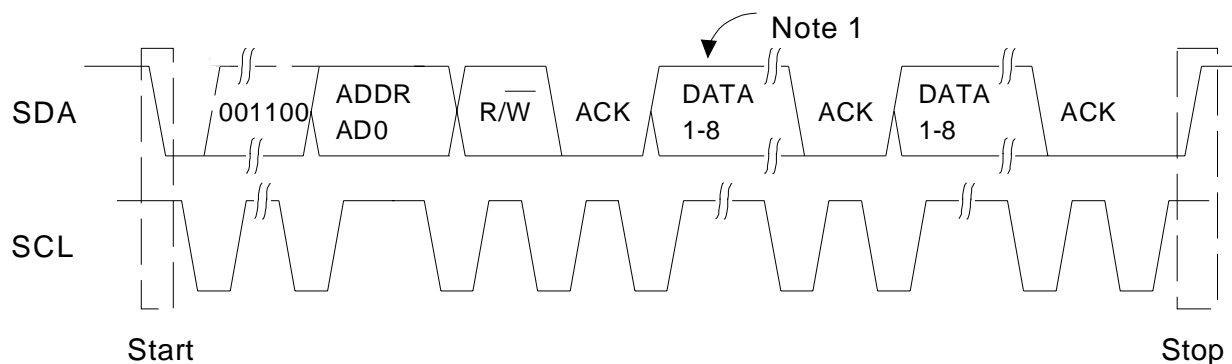 Note 1
SDA
001100
ADDR
AD0
R/W
ACK
DATA
1-8
ACK
DATA
1-8
ACK
SCL
Start
Stop